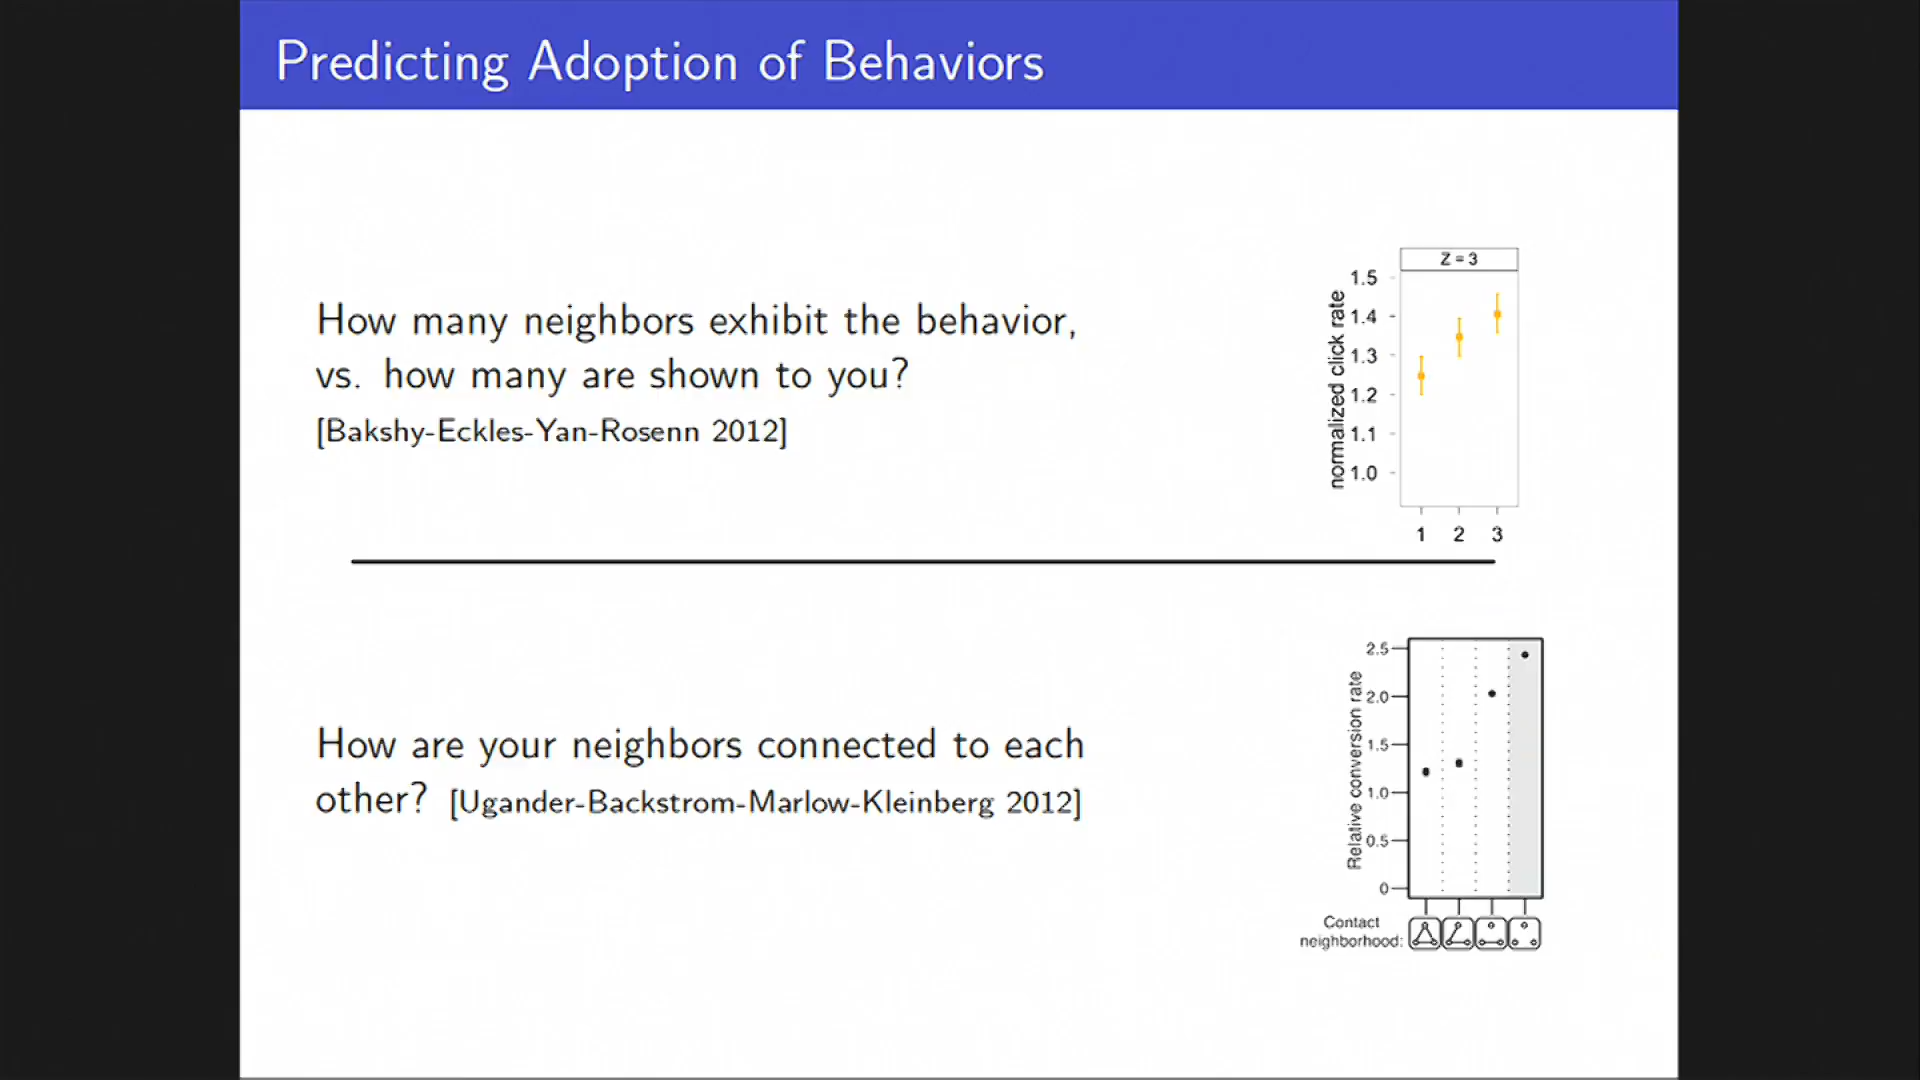 Predicting Adoption of Behaviors
How many neighbors exhibit the behavior,
vs. how many are shown to you?
[Bakshy-Eckles-Yan-Rosenn 2012]
Z = 3
normalized click rate
1.5
1.4
1.3
1.2
1.1
1.0
1 2 3
How are your neighbors connected to each
other? [Ugander-Backstrom-Marlow-Kleinberg 2012]
Relative conversion rate
2.5
2.0
1.5
1.0
0.5
0
Contact
neighborhood: